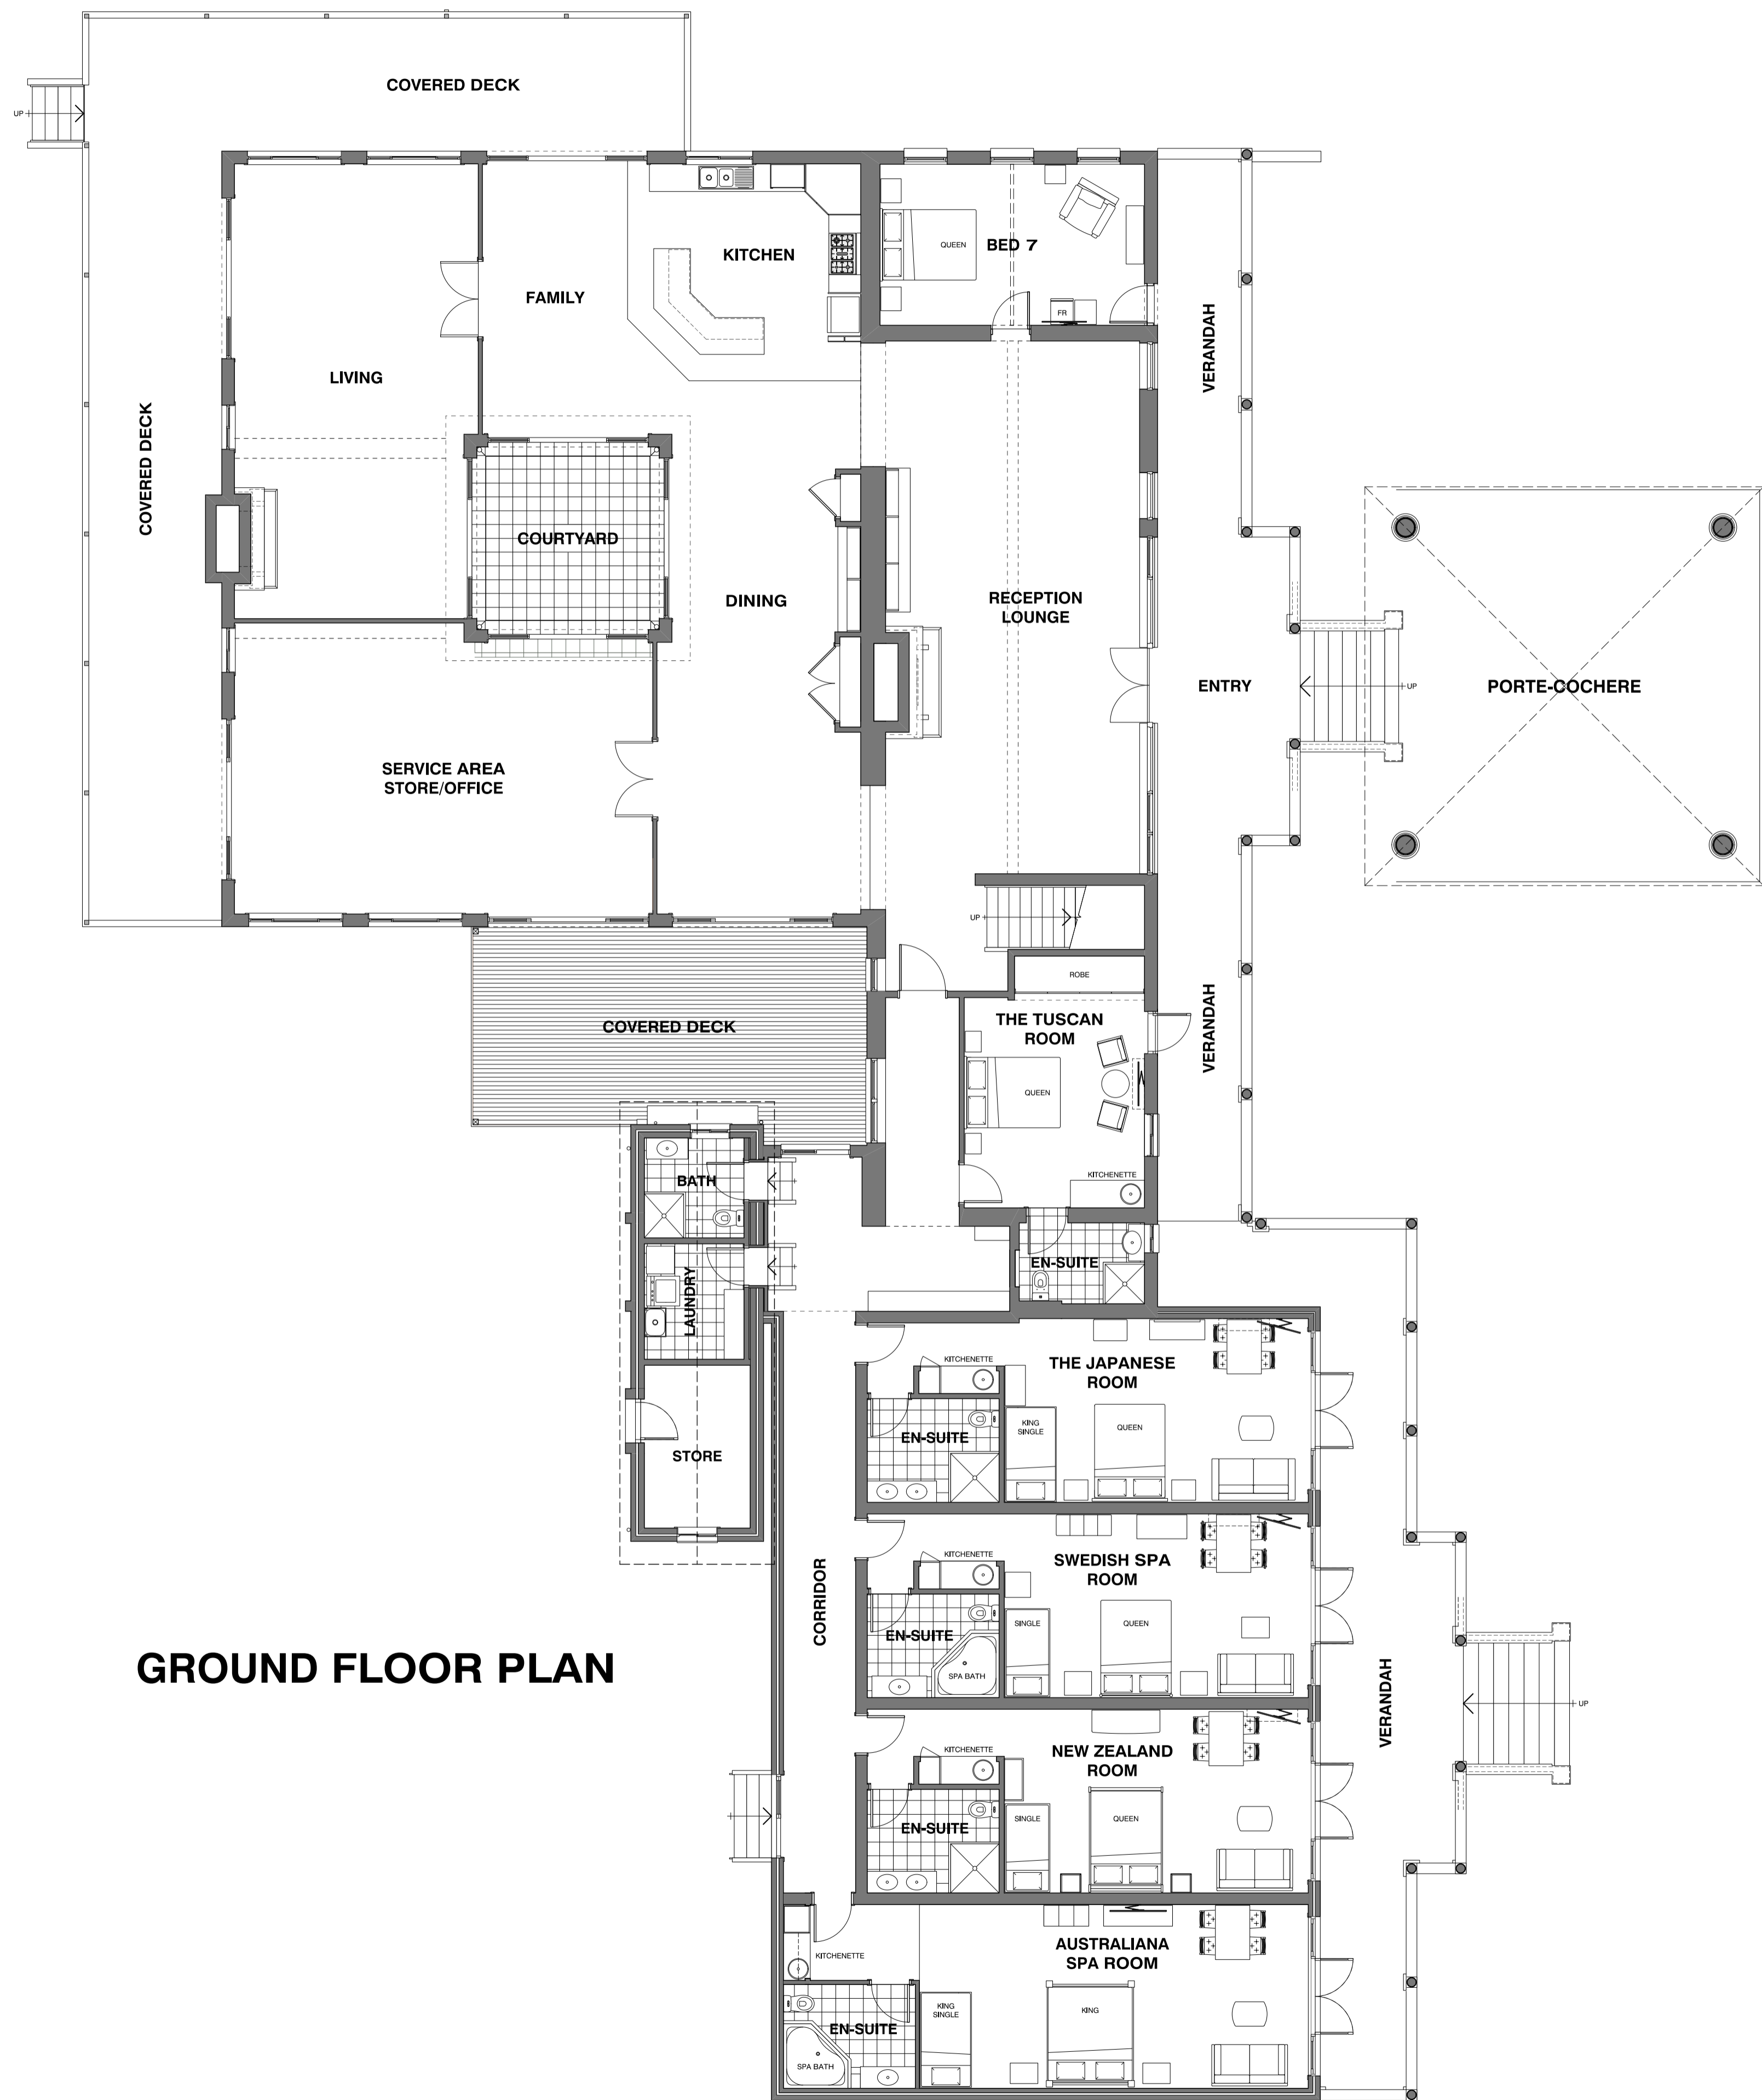 COVERED DECK
UP
KITCHEN
QUEEN
BED 7
FAMILY
FR
VERANDAH
LIVING
COVERED DECK
COURTYARD
DINING
RECEPTION
LOUNGE
ENTRY
UP
PORTE-COCHERE
SERVICE AREA
STORE/OFFICE
UP
ROBE
COVERED DECK
THE TUSCAN
ROOM
VERANDAH
QUEEN
KITCHENETTE
BATH
EN-SUITE
LAUNDRY
KITCHENETTE
THE JAPANESE
ROOM
KING
SINGLE
QUEEN
EN-SUITE
STORE
CORRIDOR
KITCHENETTE
SWEDISH SPA
ROOM
SINGLE
QUEEN
EN-SUITE
SPA BATH
GROUND FLOOR PLAN
VERANDAH
UP
KITCHENETTE
NEW ZEALAND
ROOM
SINGLE
QUEEN
EN-SUITE
AUSTRALIANA
SPA ROOM
KITCHENETTE
KING
SINGLE
KING
EN-SUITE
SPA BATH